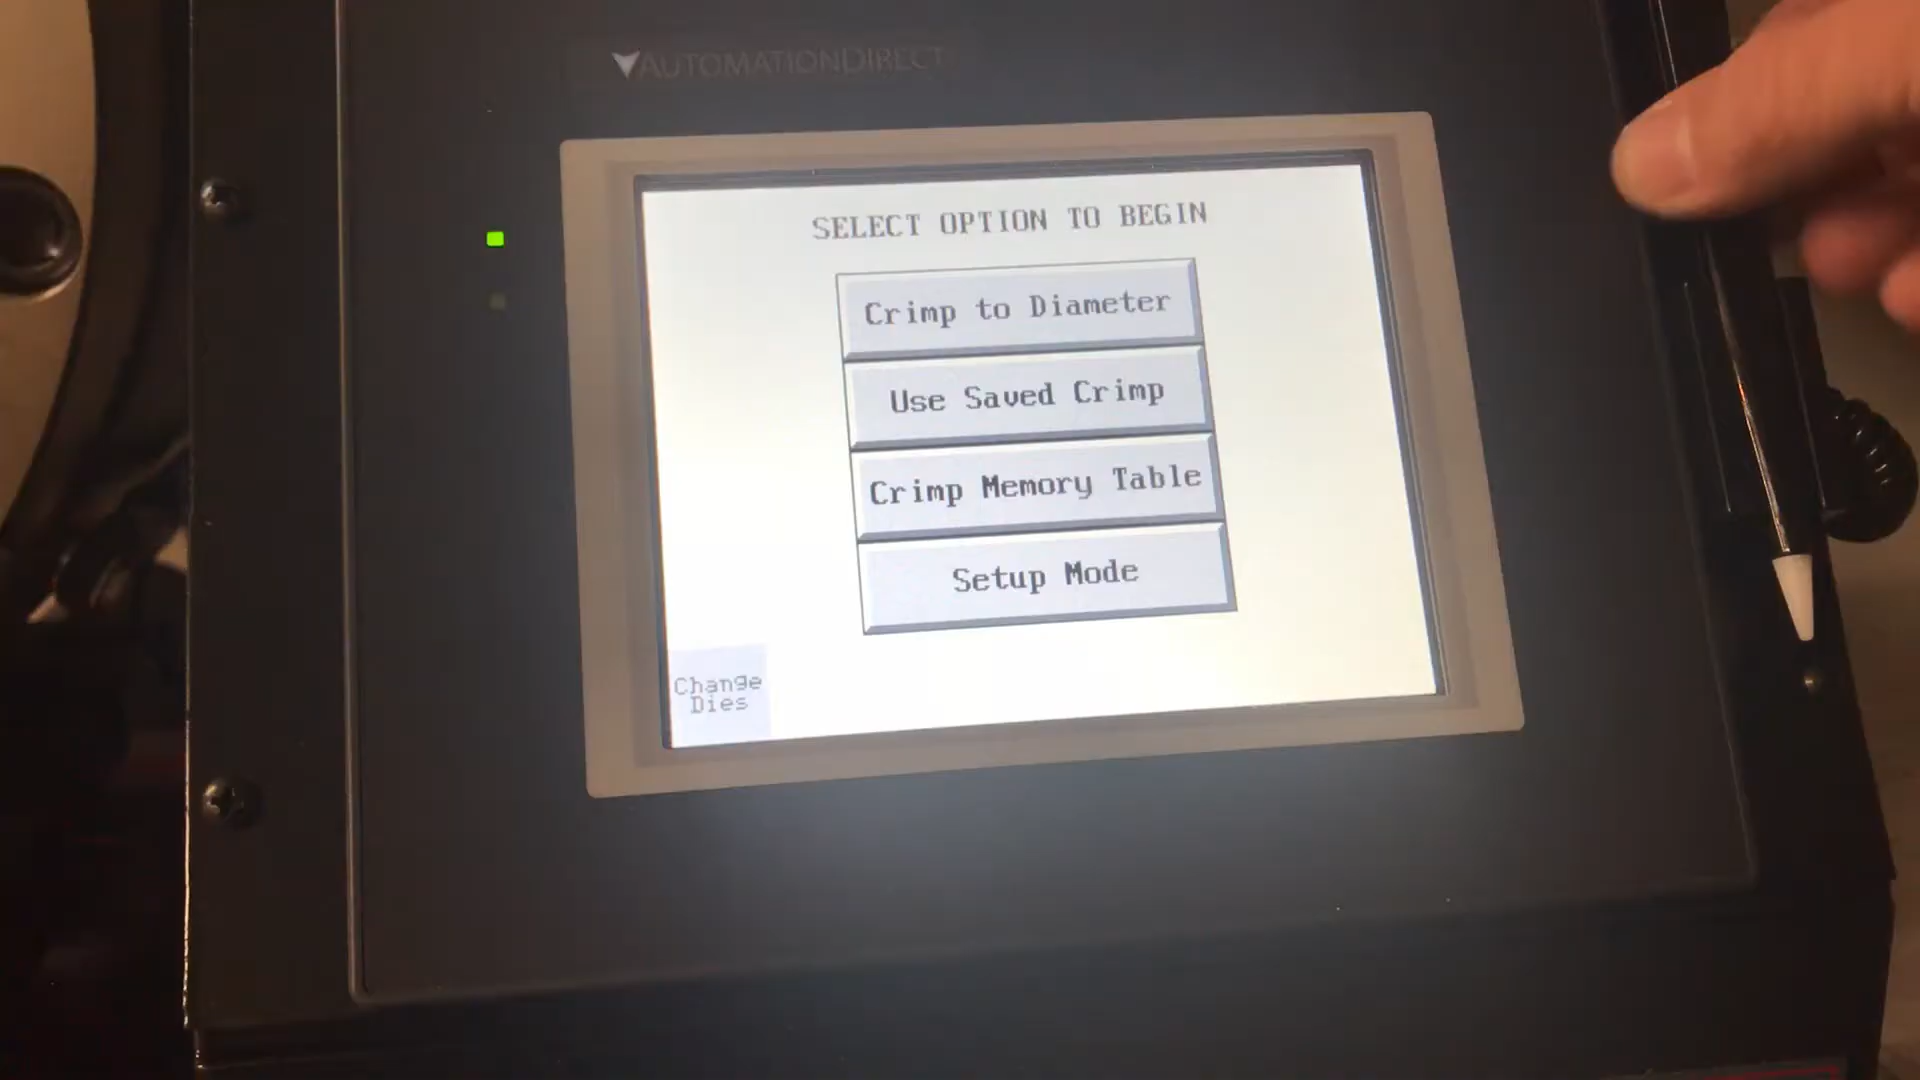 AUTOMATIONDIRECT
SELECT OPTION TO BEGIN
Crimp to Diameter
Use Saved Crimp
Crimp Memory Table
Setup Mode
Change
Dies